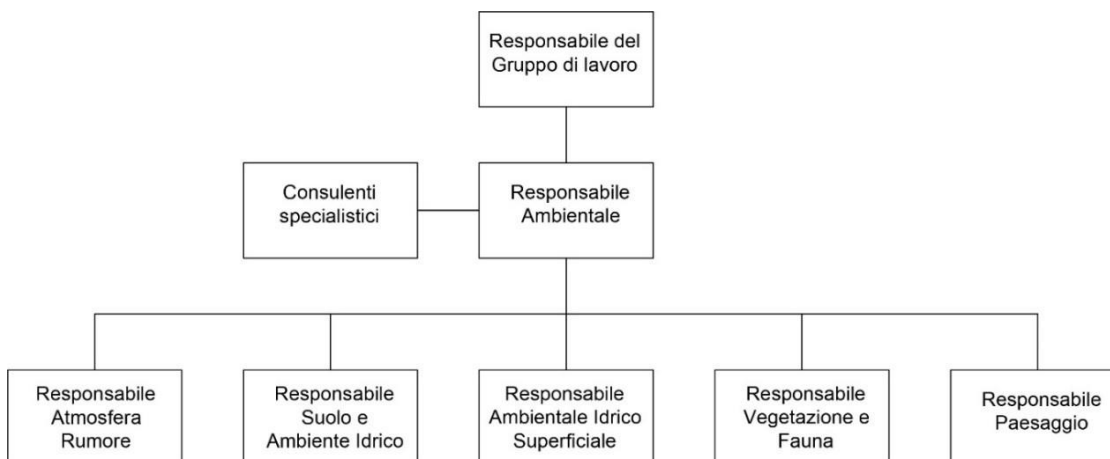 Responsabile del
Gruppo di lavoro
Consulenti
specialistici
Responsabile
Ambientale
Responsabile
Atmosfera
Rumore
Responsabile
Suolo e
Ambiente Idrico
Responsabile
Ambientale Idrico
Superficiale
Responsabile
Vegetazione e
Fauna
Responsabile
Paesaggio